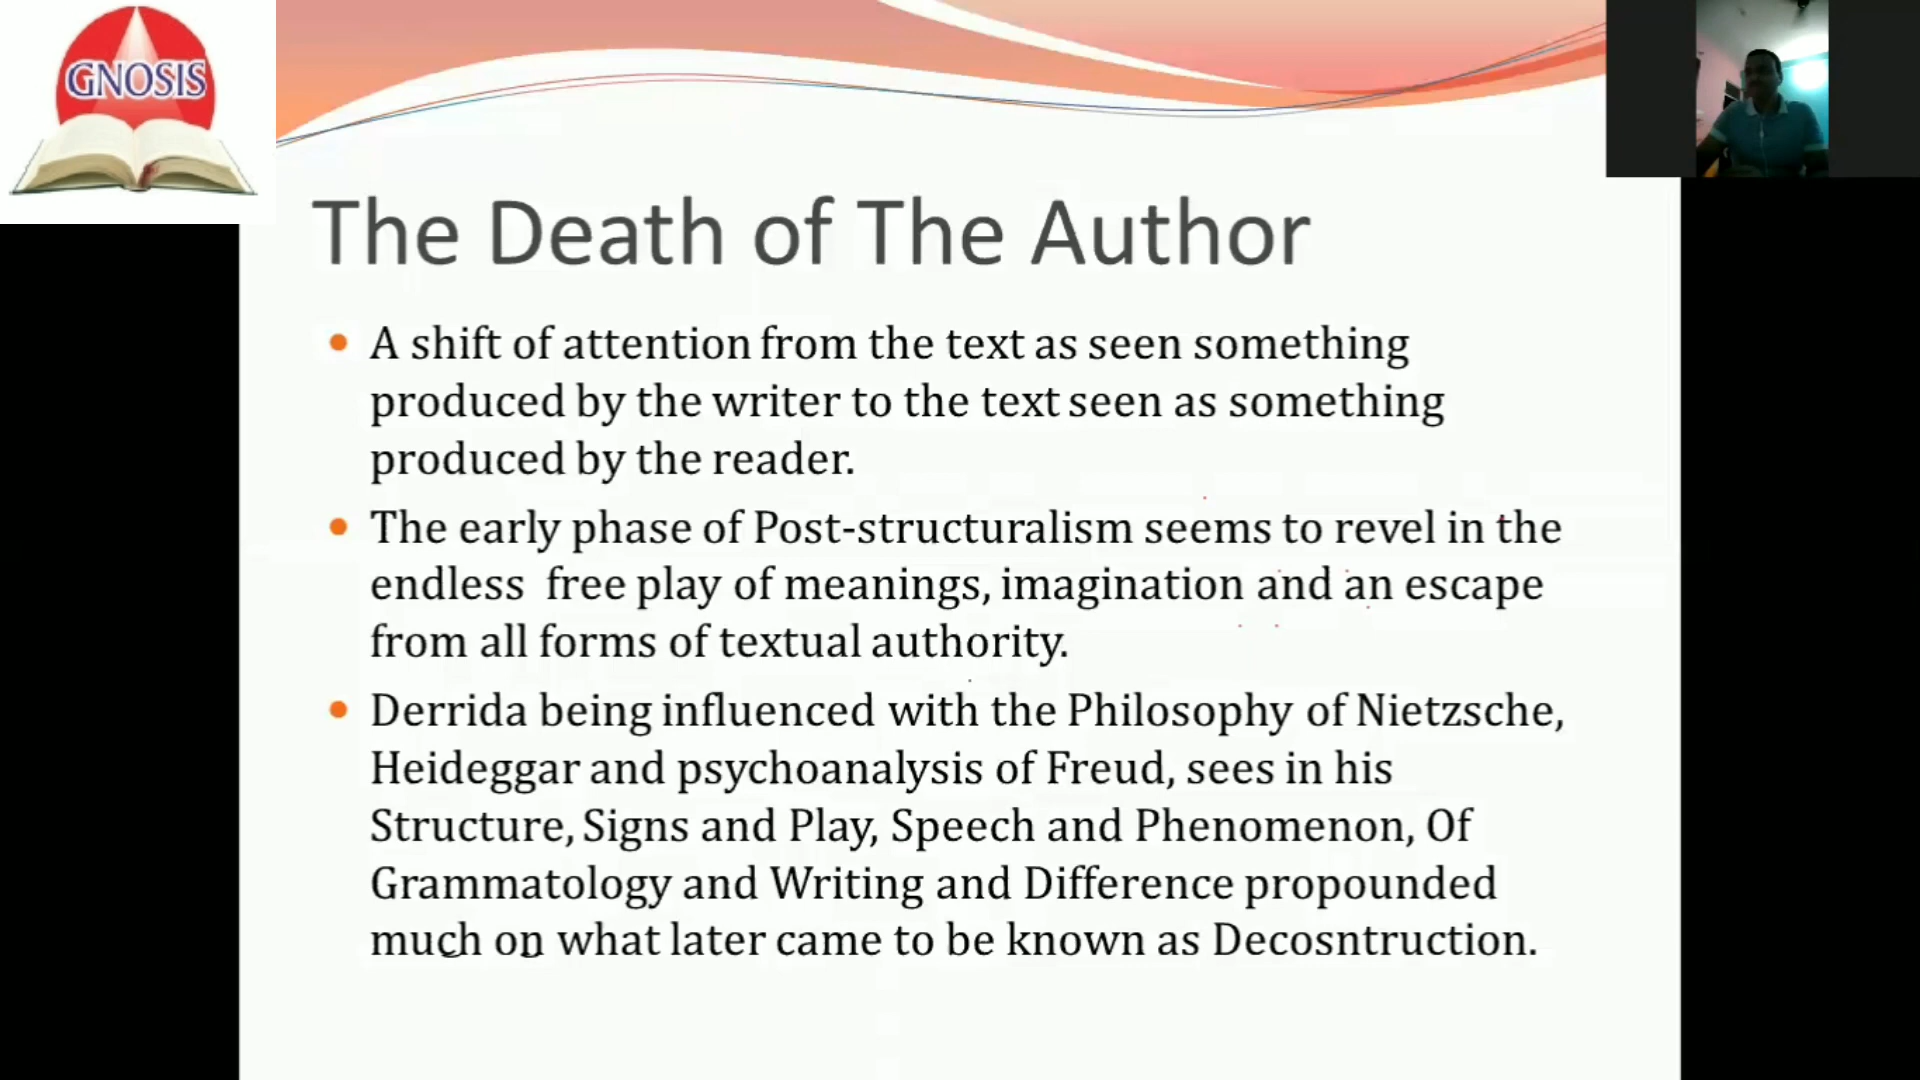 GNOSIS
The Death of The Author
• A shift of attention from the text as seen something
produced by the writer to the text seen as something
produced by the reader.
• The early phase of Post-structuralism seems to revel in the
endless free play of meanings, imagination and an escape
from all forms of textual authority.
• Derrida being influenced with the Philosophy of Nietzsche,
Heideggar and psychoanalysis of Freud, sees in his
Structure, Signs and Play, Speech and Phenomenon, Of
Grammatology and Writing and Difference propounded
much on what later came to be known as Decosntruction.